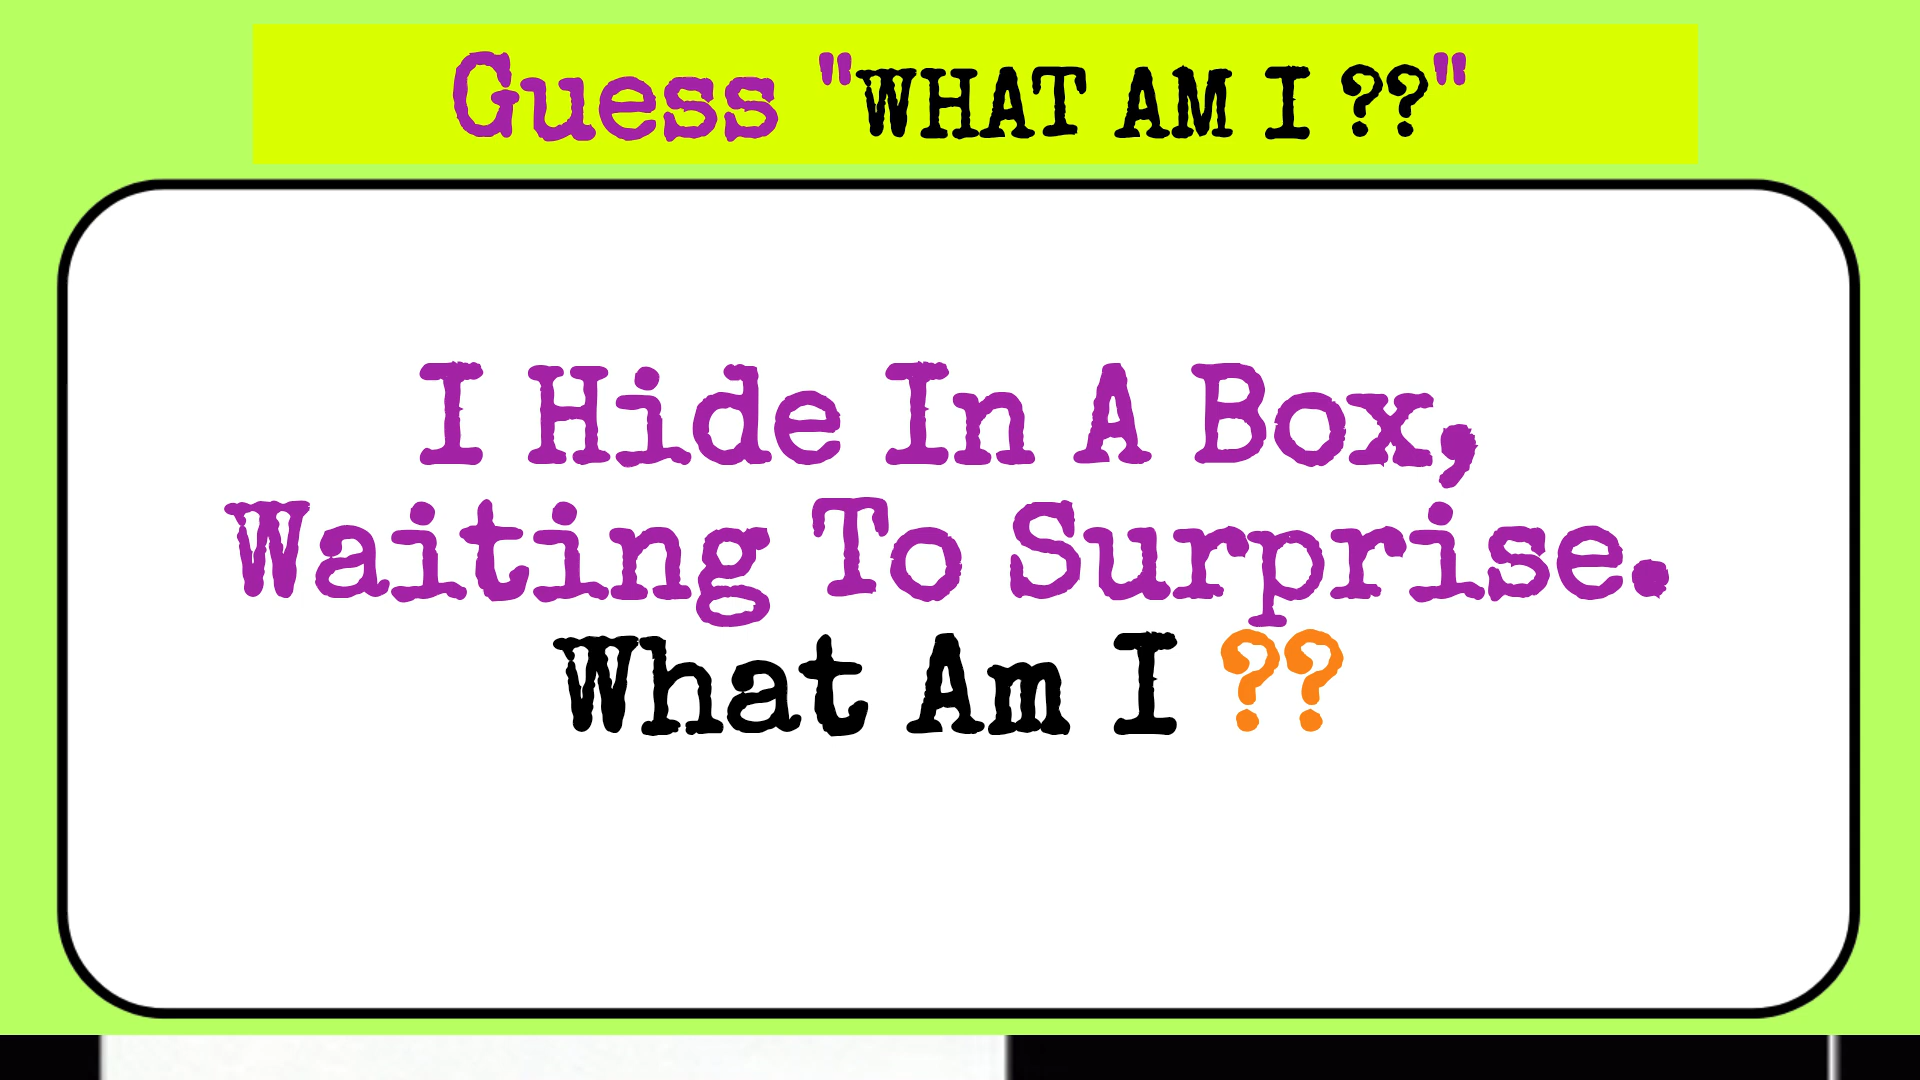 Guess "WHAT AM I ??"
I Hide In A Box,
Waiting To Surprise.
What Am I ??